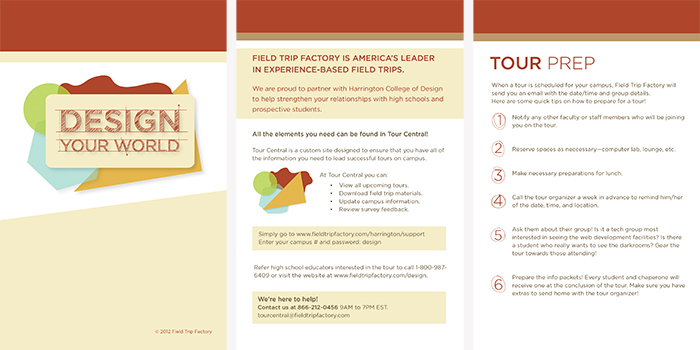 DESIGN
YOUR WORLD
© 2012 Field Trip Factory
FIELD TRIP FACTORY IS AMERICA'S LEADER
IN EXPERIENCE-BASED FIELD TRIPS.
We are proud to partner with Harrington College of Design
to help strengthen your relationships with high schools and
prospective students.
All the elements you need can be found in Tour Central!
Tour Central is a custom site designed to ensure that you have all of
the information you need to lead successful tours on campus.
At Tour Central you can:
• View all upcoming tours.
• Download field trip materials.
• Update campus information.
• Review survey feedback.
Simply go to www.fieldtripfactory.com/harrington/support
Enter your campus # and password: design
Refer high school educators interested in the tour to call 1-800-987-
6409 or visit the website at www.fieldtripfactory.com/design.
We're here to help!
Contact us at 866-212-0456 9AM to 7PM EST.
tourcentral@fieldtripfactory.com
TOUR PREP
When a tour is scheduled for your campus, Field Trip Factory will
send you an email with the date/time and group details.
Here are some quick tips on how to prepare for a tour!
1 Notify any other faculty or staff members who will be joining
you on the tour.
2 Reserve spaces as neccessary—computer lab, lounge, etc.
3 Make necessary preparations for lunch.
4 Call the tour organizer a week in advance to remind him/her
of the date, time, and location.
5 Ask them about their group! Is it a tech group most
interested in seeing the web development facilities? Is there
a student who really wants to see the darkrooms? Gear the
tour towards those attending!
6 Prepare the info packets! Every student and chaperone will
receive one at the conclusion of the tour. Make sure you have
extras to send home with the tour organizer!